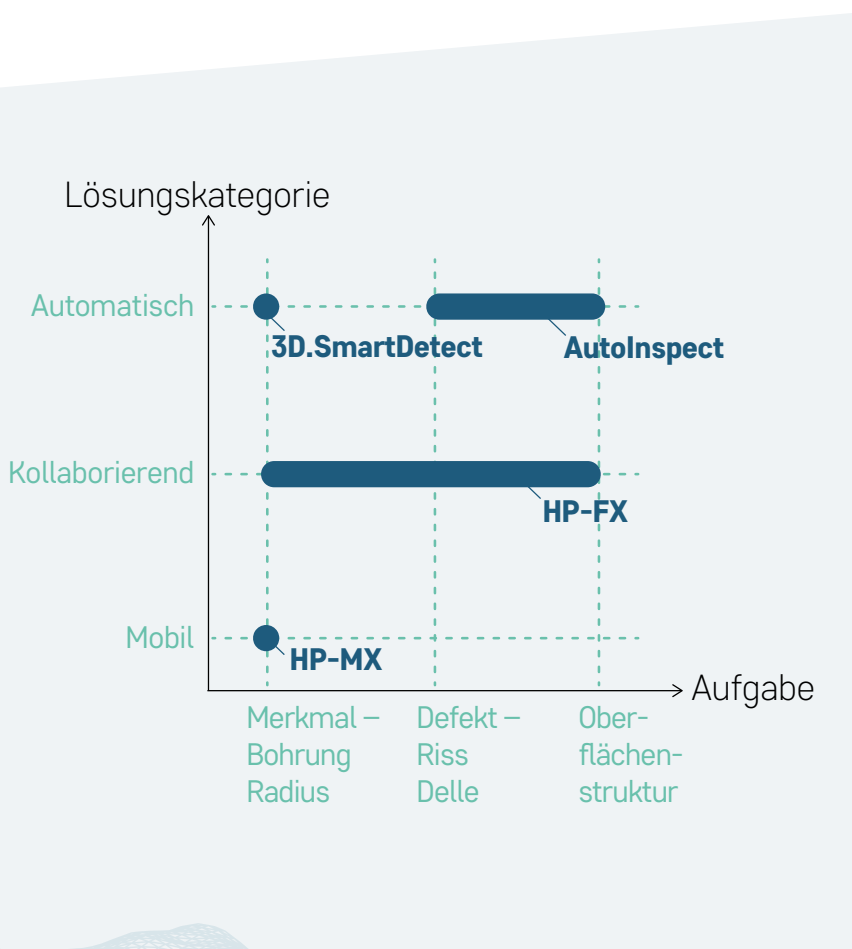 Lösungskategorie
Automatisch
3D.SmartDetect
AutoInspect
Kollaborierend
HP-FX
Mobil
HP-MX
Aufgabe
Merkmal –
Bohrung
Radius
Defekt –
Riss
Delle
Ober-
flächen-
struktur